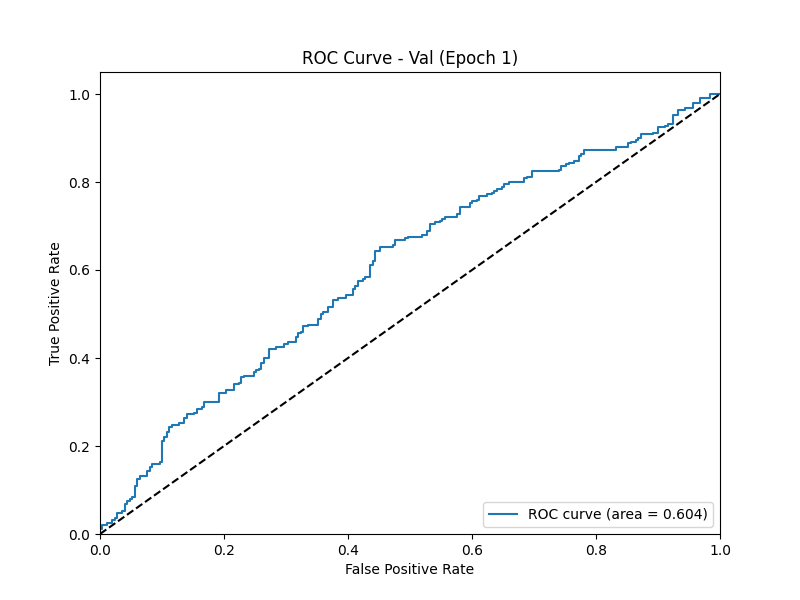 ROC Curve - Val (Epoch 1)
True Positive Rate
1.0
0.8
0.6
0.4
0.2
0.0
0.0 0.2 0.4 0.6 0.8 1.0
False Positive Rate
ROC curve (area = 0.604)